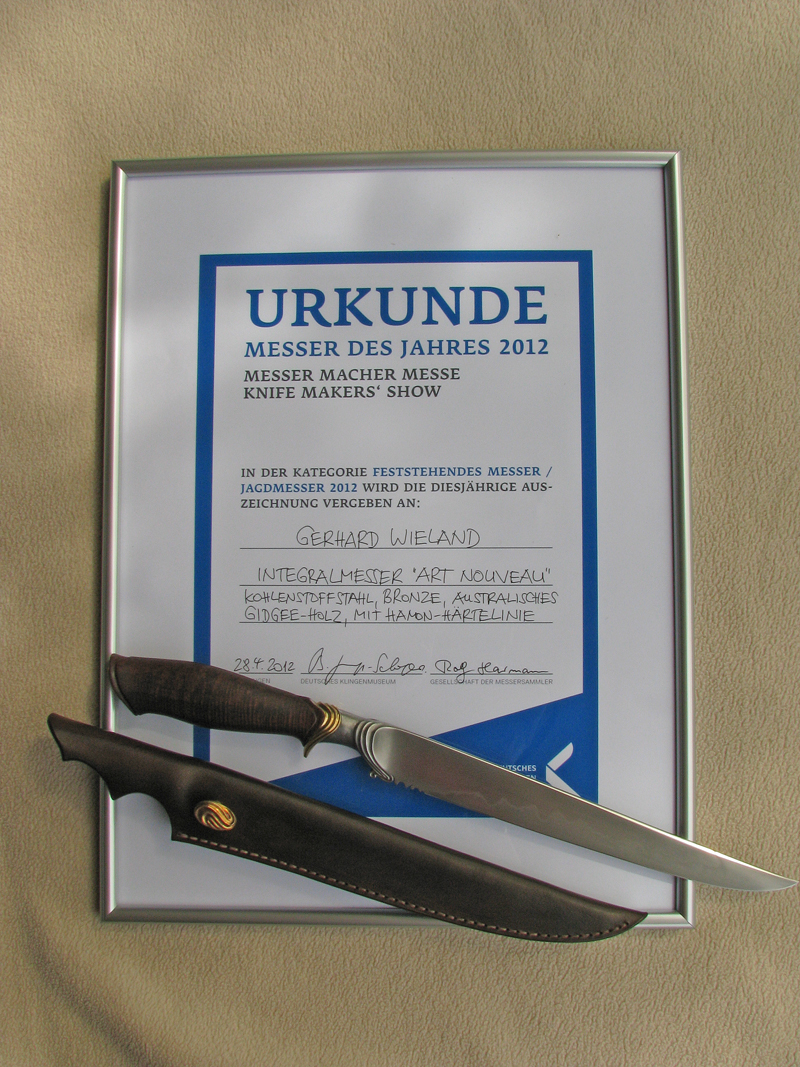 URKUNDE
MESSER DES JAHRES 2012
MESSER MACHER MESSE
KNIFE MAKERS‘ SHOW
IN DER KATEGORIE FESTSTEHENDES MESSER /
JAGDMESSER 2012 WIRD DIE DIESJÄHRIGE AUS-
ZEICHNUNG VERGEBEN AN:
GERHARD WIELAND
INTEGRALMESSER "ART NOUVEAU"
KOHLENSTOFFSTAHL, BRONZE, AUSTRALISCHES
GIDGEE-HOLZ, MIT HAMON-HÄRTELINIE
28.4.2012
DEUTSCHES KLINGENMUSEUM GESELLSCHAFT DER MESSERSAMMLER